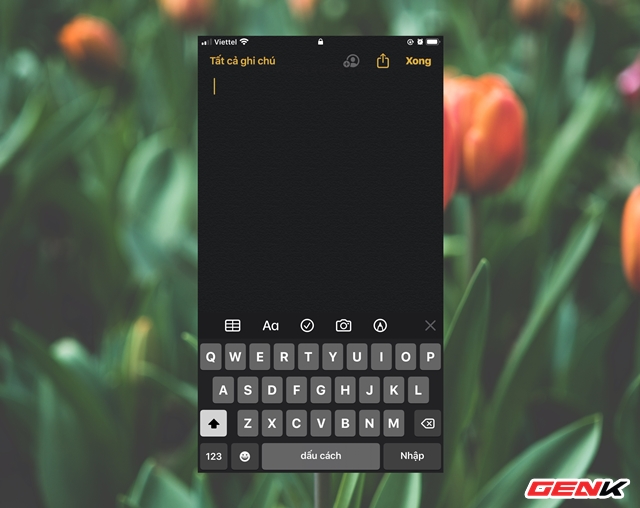 Viettel
Tất cả ghi chú Xong
Aa
Q W E R T Y U I O P
A S D F G H J K L
Z X C V B N M
123 dấu cách Nhập
GENK